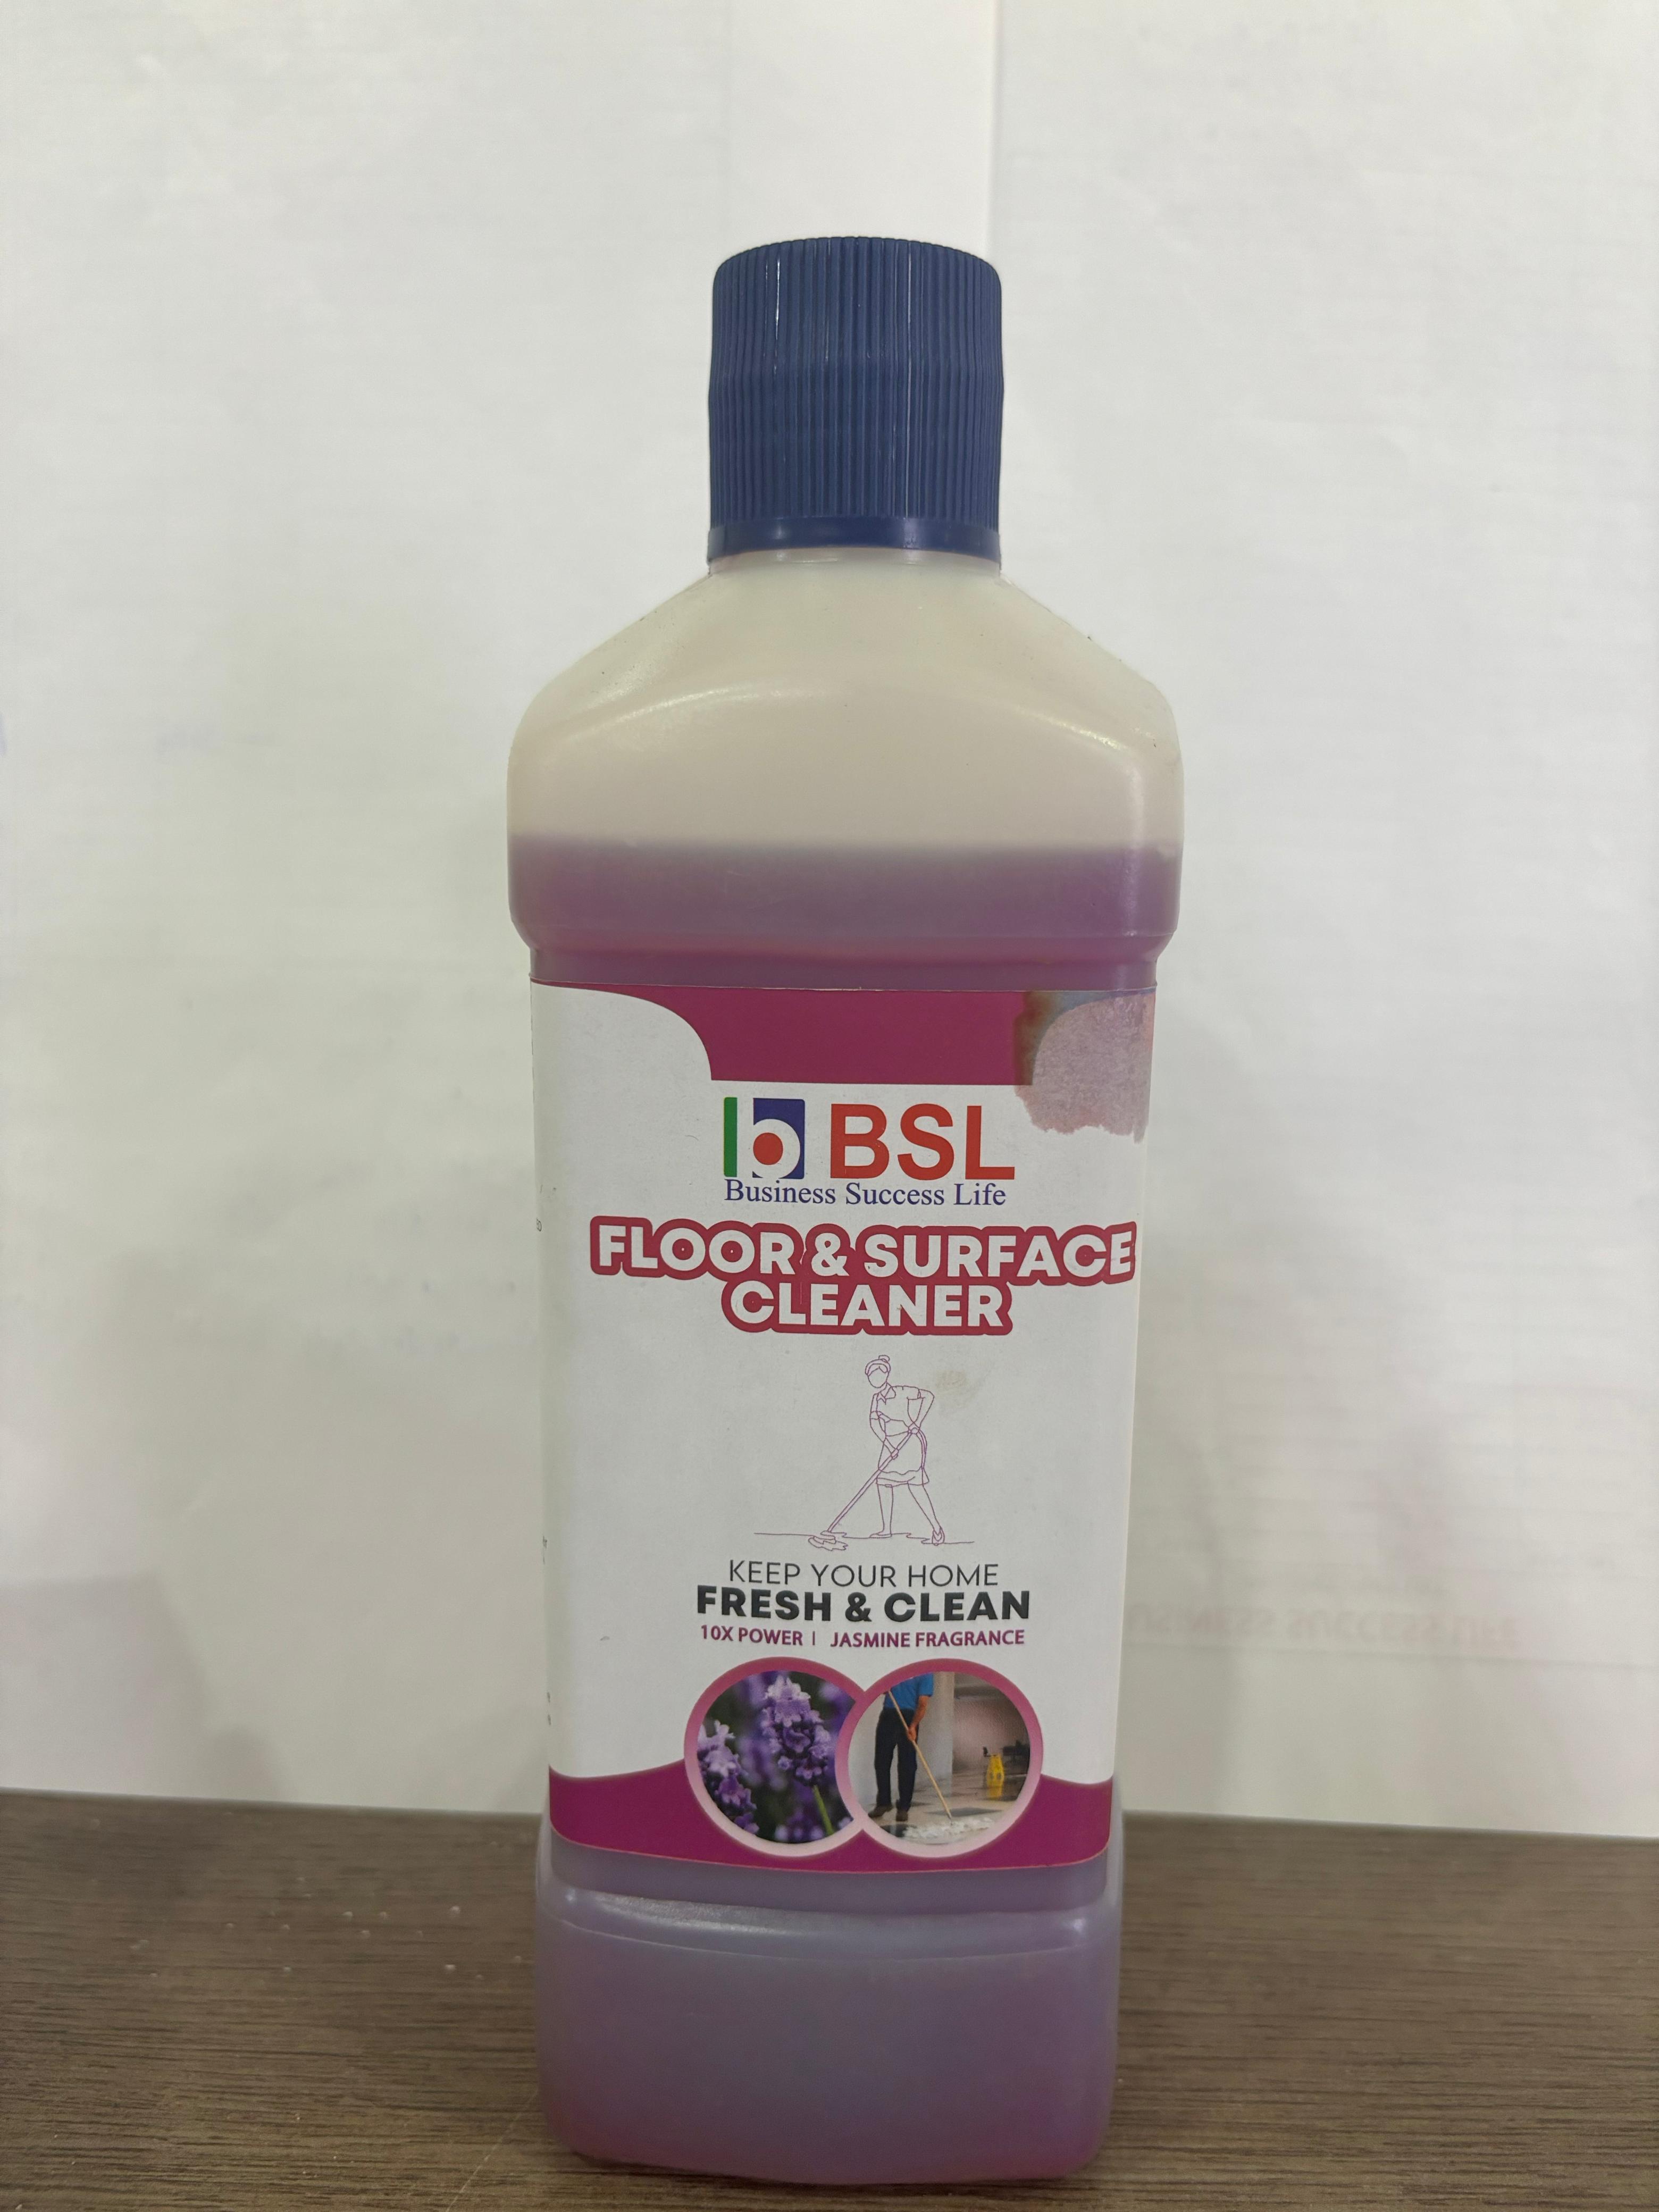 BSL
Business Success Life
FLOOR & SURFACE
CLEANER
KEEP YOUR HOME
FRESH & CLEAN
10X POWER | JASMINE FRAGRANCE